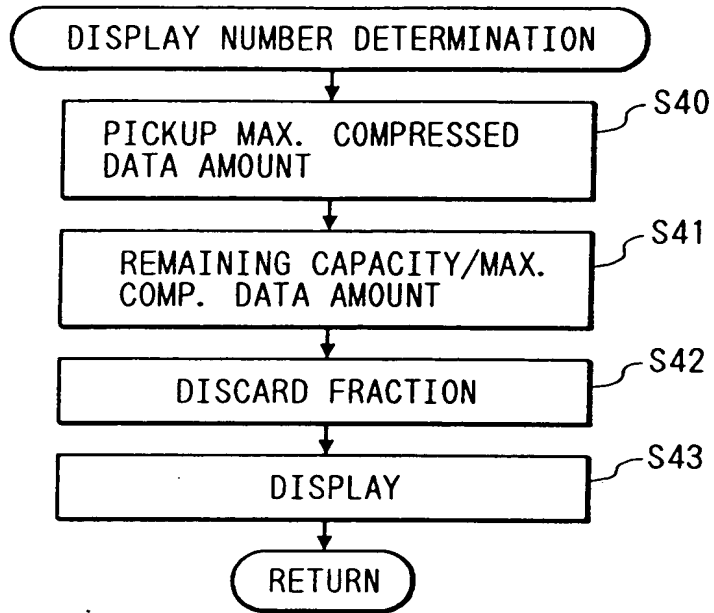 DISPLAY NUMBER DETERMINATION
S40
PICKUP MAX. COMPRESSED
DATA AMOUNT
S41
REMAINING CAPACITY/MAX.
COMP. DATA AMOUNT
S42
DISCARD FRACTION
S43
DISPLAY
RETURN